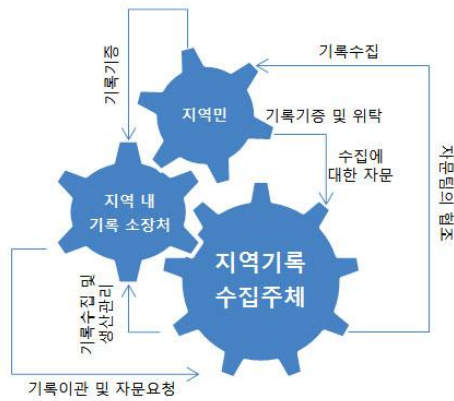 기록수집
기록기증
지역민
기록기증 및 위탁
수집에
대한 자문
자문팀의 협조
지역 내
기록 소장처
지역기록
수집주체
기록수집 및
생산관리
기록이관 및 자문요청